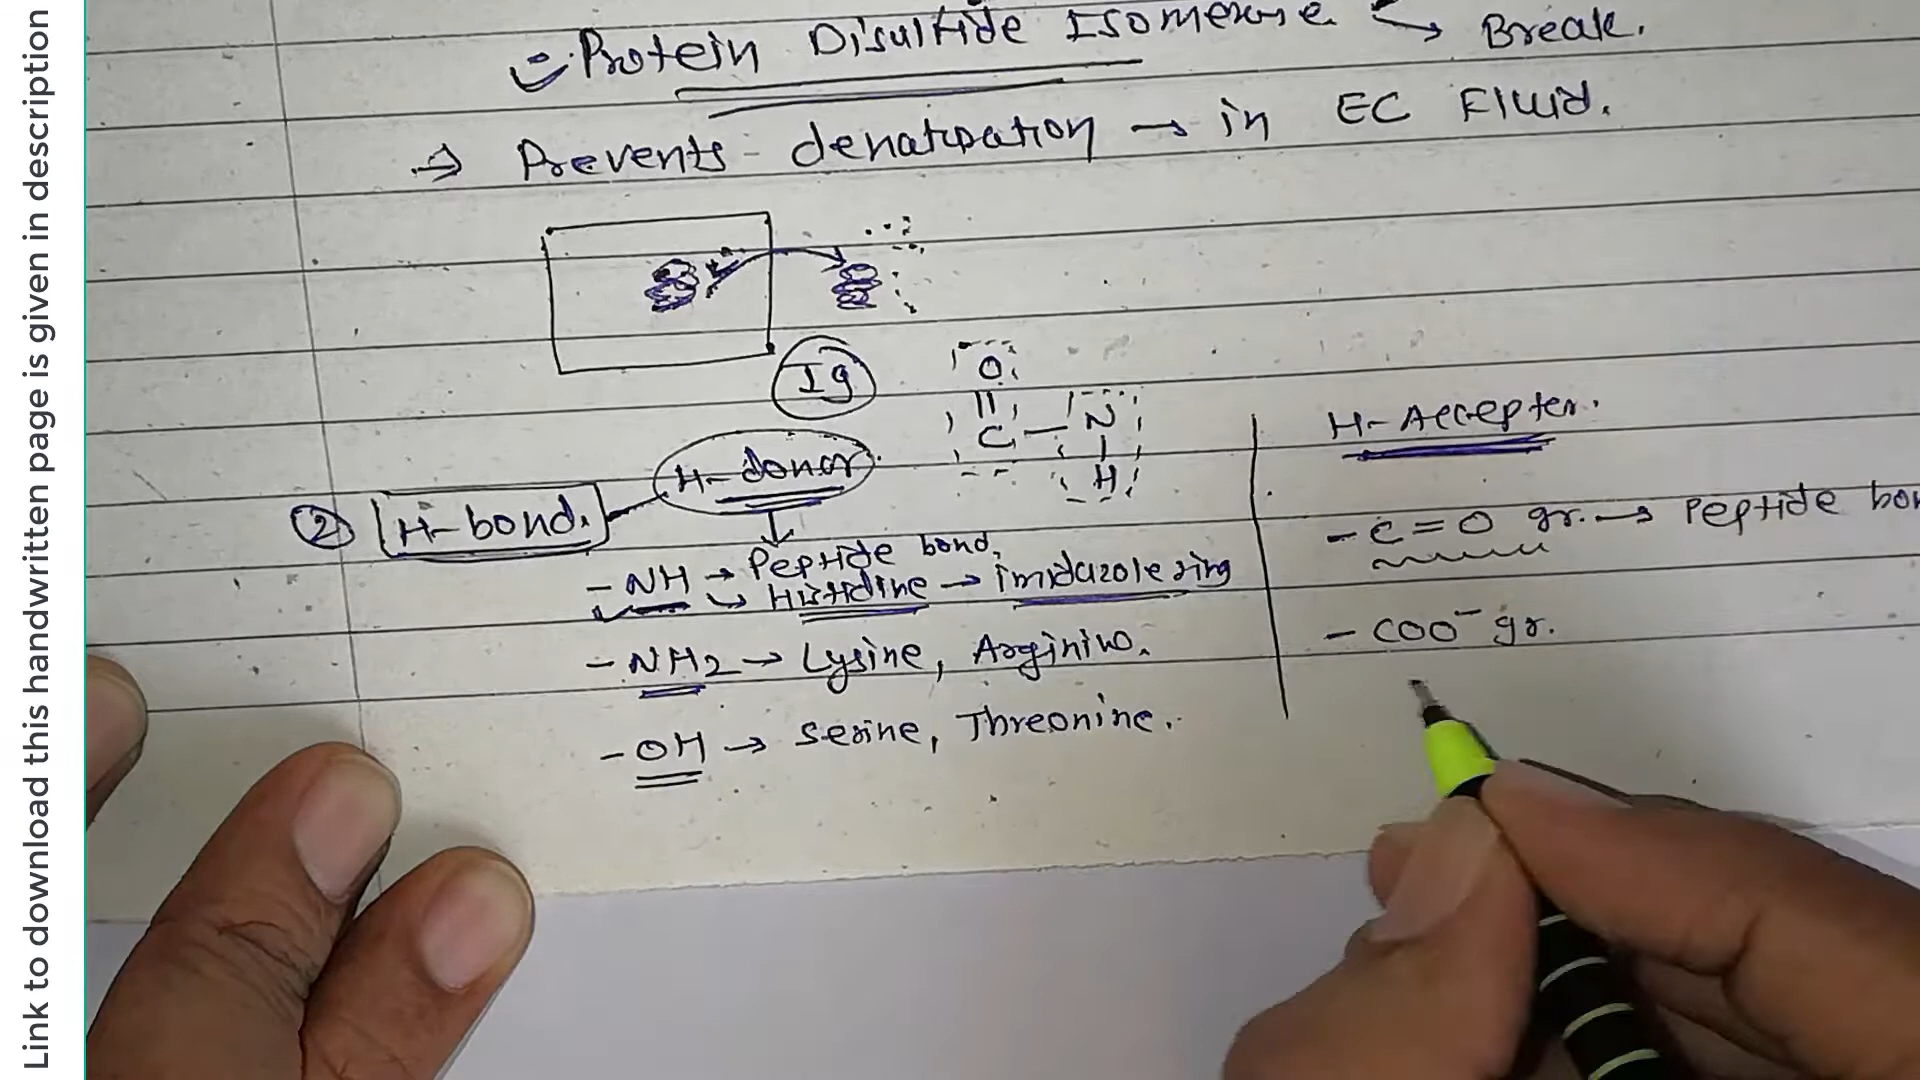 Link to download this handwritten page is given in description
Protein Disulfide Isomerase. → Break.
→ Prevents denaturation → in EC Fluid.
Ig
O
||
C — N
|
H
② H-bond. H-donor.
-NH → Peptide bond.
→ Histidine → imidazole ring
-NH2 → Lysine, Arginine.
-OH → Serine, Threonine.
H-Accepter.
-C=O gr. → Peptide
-COO⁻ gr.